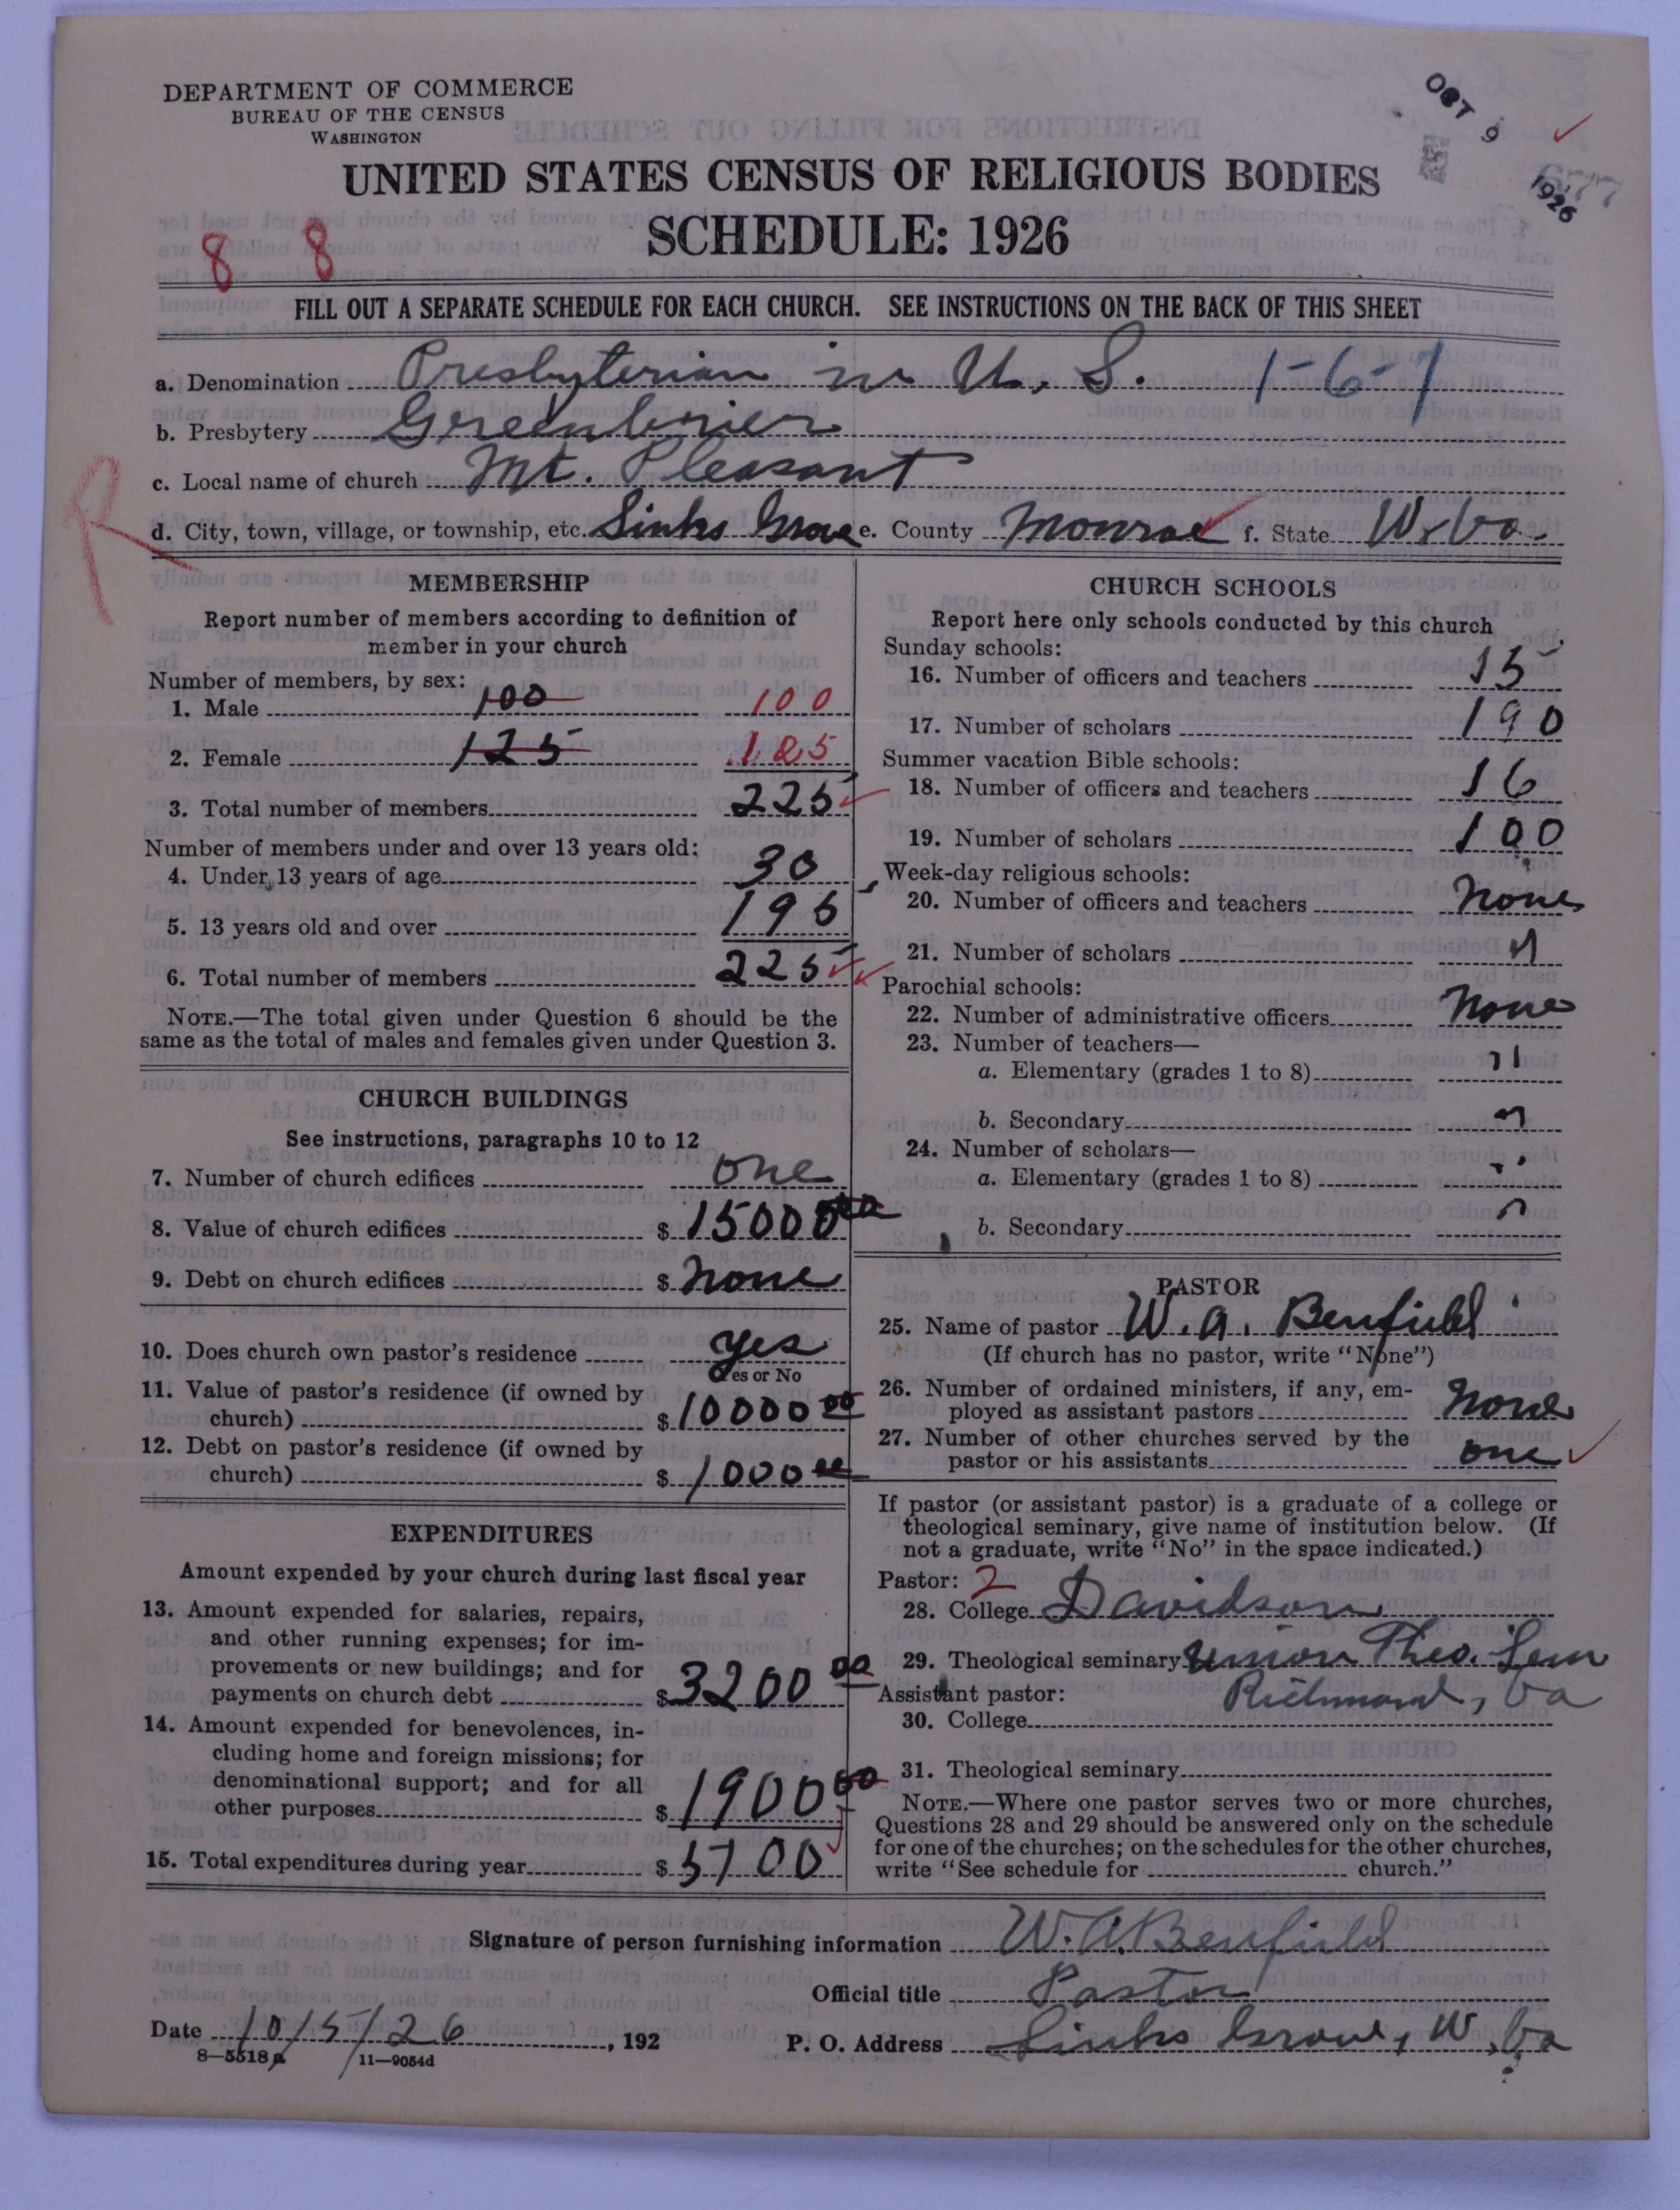 DEPARTMENT OF COMMERCE
BUREAU OF THE CENSUS
WASHINGTON
OCT 9 1926
677
UNITED STATES CENSUS OF RELIGIOUS BODIES
SCHEDULE: 1926
8 8
FILL OUT A SEPARATE SCHEDULE FOR EACH CHURCH. SEE INSTRUCTIONS ON THE BACK OF THIS SHEET
a. Denomination Presbyterian in U. S. 1-6-7
b. Presbytery Greenbrier
c. Local name of church Mt. Pleasant
R
d. City, town, village, or township, etc. Sinks Grove e. County Monroe f. State W. Va.
MEMBERSHIP
Report number of members according to definition of
member in your church
Number of members, by sex:
1. Male 100 100
2. Female 125 125
3. Total number of members 225
Number of members under and over 13 years old:
4. Under 13 years of age 30
5. 13 years old and over 195
6. Total number of members 225
NOTE.—The total given under Question 6 should be the
same as the total of males and females given under Question 3.
CHURCH BUILDINGS
See instructions, paragraphs 10 to 12
7. Number of church edifices one
8. Value of church edifices $ 15000 00
9. Debt on church edifices $ none
10. Does church own pastor's residence yes
Yes or No
11. Value of pastor's residence (if owned by
church) $ 10000 00
12. Debt on pastor's residence (if owned by
church) $ 1000 00
EXPENDITURES
Amount expended by your church during last fiscal year
13. Amount expended for salaries, repairs,
and other running expenses; for im-
provements or new buildings; and for
payments on church debt $ 3200 00
14. Amount expended for benevolences, in-
cluding home and foreign missions; for
denominational support; and for all
other purposes $ 1900 00
15. Total expenditures during year $ 5100
CHURCH SCHOOLS
Report here only schools conducted by this church
Sunday schools:
16. Number of officers and teachers 15
17. Number of scholars 190
Summer vacation Bible schools:
18. Number of officers and teachers 16
19. Number of scholars 100
Week-day religious schools:
20. Number of officers and teachers None
21. Number of scholars "
Parochial schools:
22. Number of administrative officers None
23. Number of teachers—
a. Elementary (grades 1 to 8) "
b. Secondary "
24. Number of scholars—
a. Elementary (grades 1 to 8) "
b. Secondary "
PASTOR
25. Name of pastor W. A. Benfield
(If church has no pastor, write "None")
26. Number of ordained ministers, if any, em-
ployed as assistant pastors None
27. Number of other churches served by the
pastor or his assistants one
If pastor (or assistant pastor) is a graduate of a college or
theological seminary, give name of institution below. (If
not a graduate, write "No" in the space indicated.)
Pastor: 2
28. College Davidson
29. Theological seminary Union Theo. Sem
Assistant pastor: Richmond, Va
30. College
31. Theological seminary
NOTE.—Where one pastor serves two or more churches,
Questions 28 and 29 should be answered only on the schedule
for one of the churches; on the schedules for the other churches,
write "See schedule for church."
Signature of person furnishing information W. A. Benfield
Official title Pastor
Date 10/5/26, 192 P. O. Address Sinks Grove, W. Va
8—5518a 11—9054d